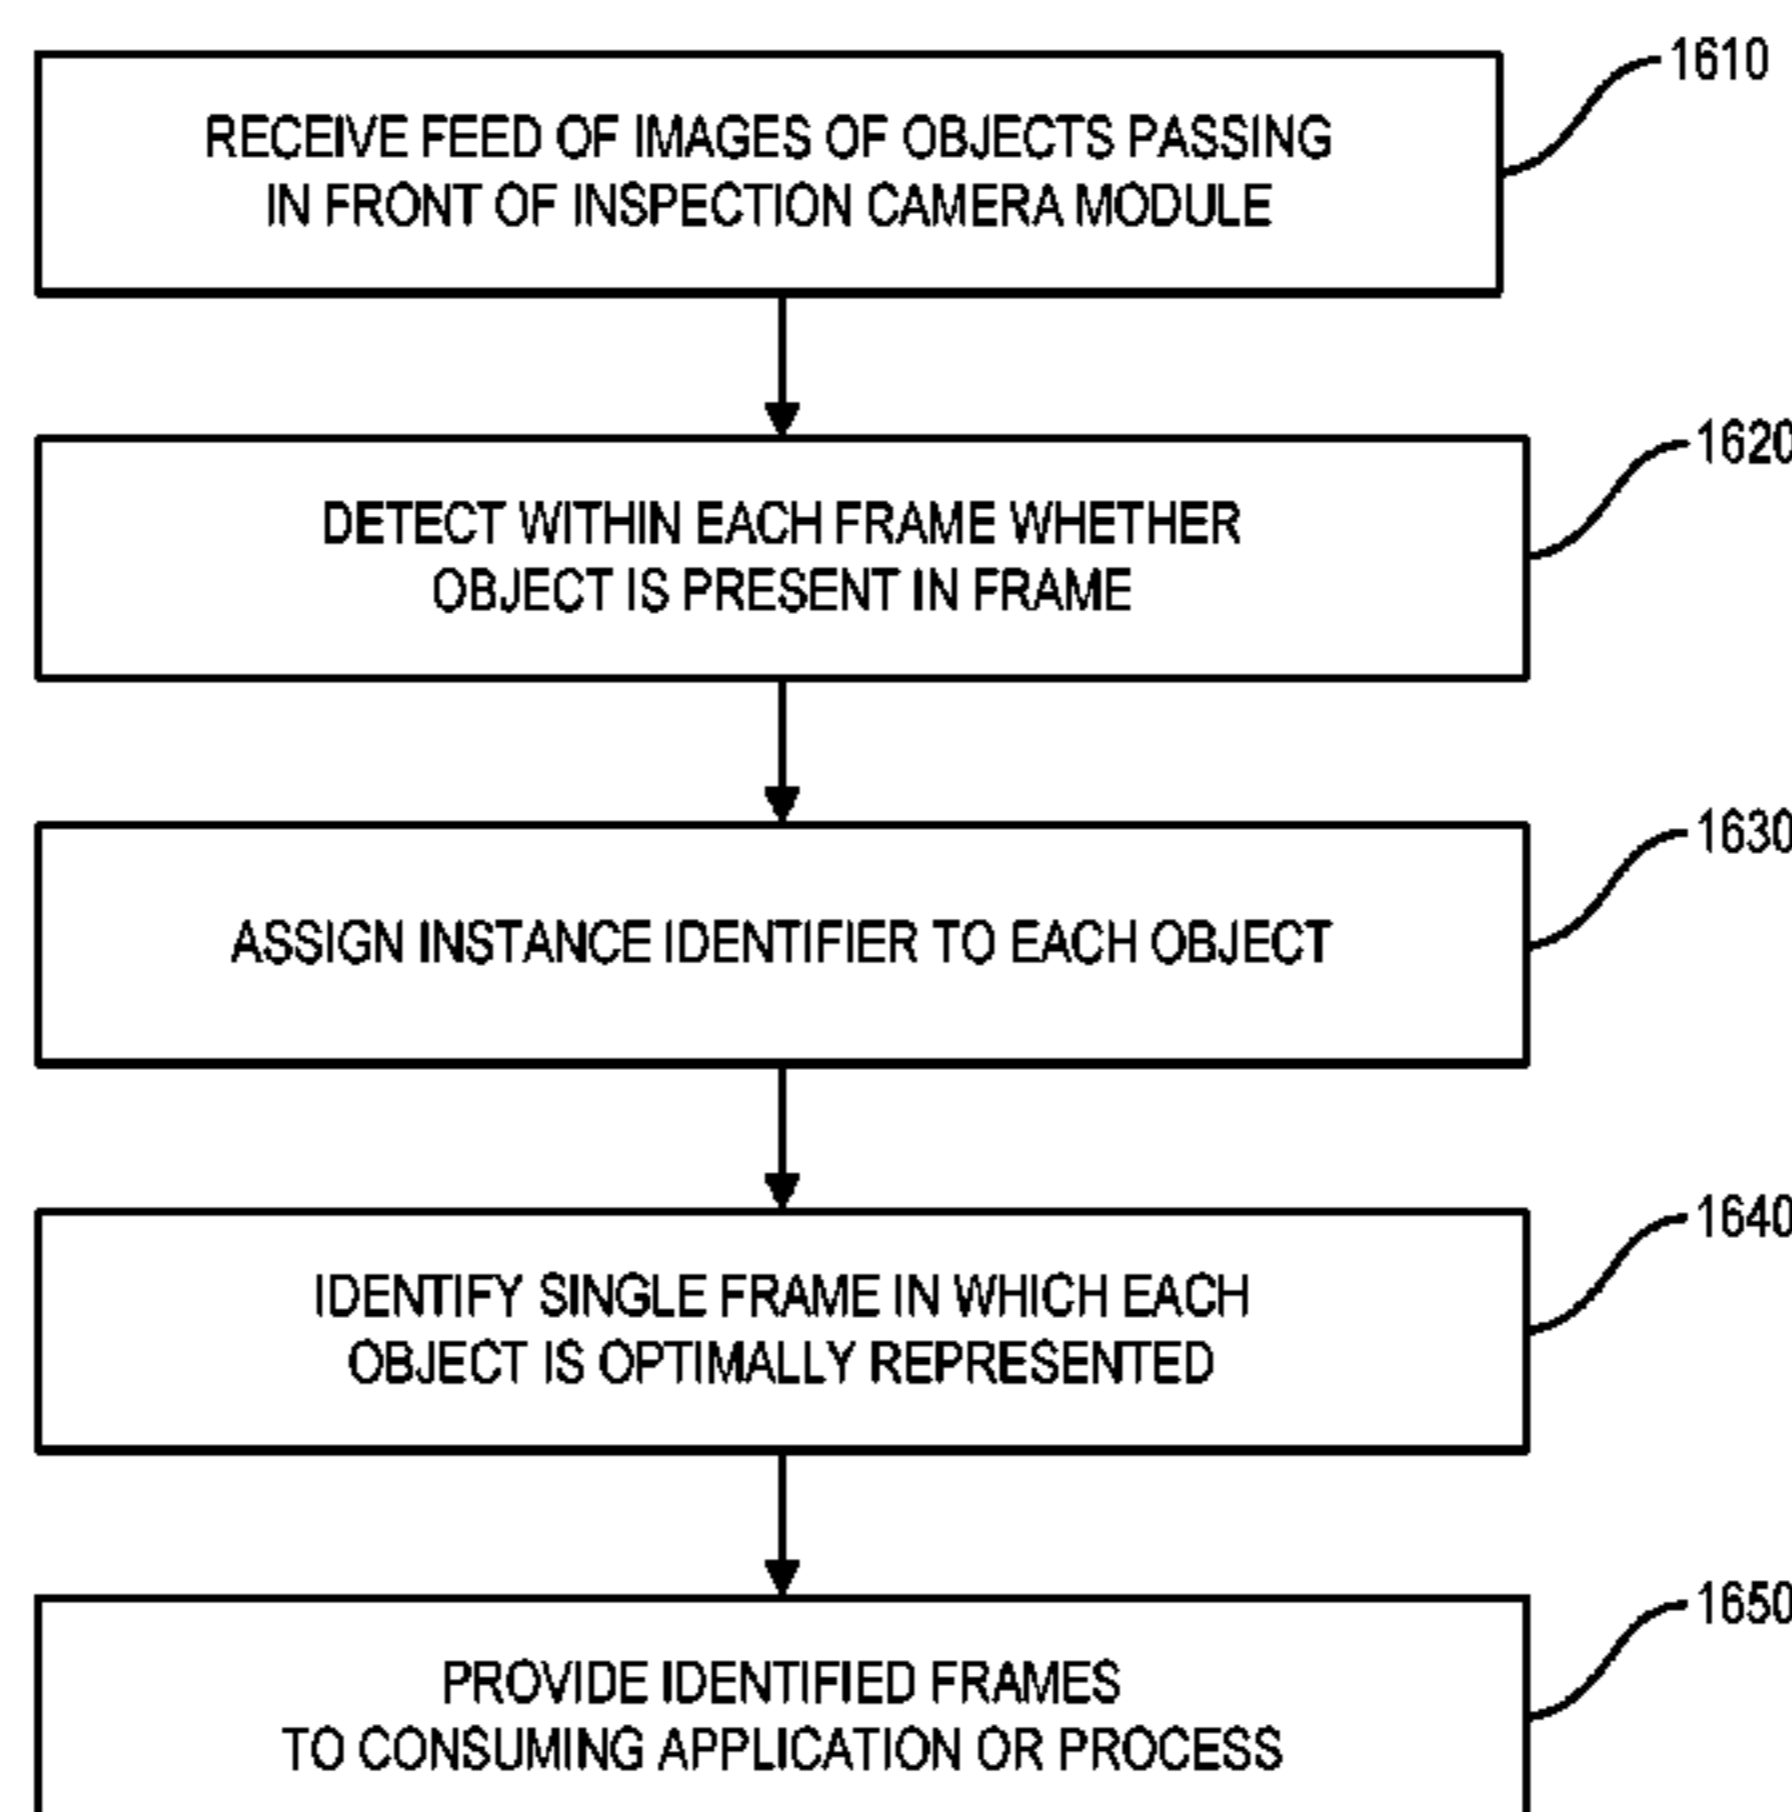 1610
RECEIVE FEED OF IMAGES OF OBJECTS PASSING
IN FRONT OF INSPECTION CAMERA MODULE
1620
DETECT WITHIN EACH FRAME WHETHER
OBJECT IS PRESENT IN FRAME
1630
ASSIGN INSTANCE IDENTIFIER TO EACH OBJECT
1640
IDENTIFY SINGLE FRAME IN WHICH EACH
OBJECT IS OPTIMALLY REPRESENTED
1650
PROVIDE IDENTIFIED FRAMES
TO CONSUMING APPLICATION OR PROCESS